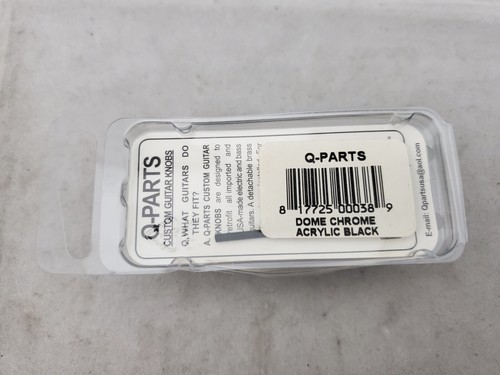 Q-PARTS
CUSTOM GUITAR KNOBS
Q. WHAT GUITARS DO
THEY FIT?
A. Q-PARTS CUSTOM GUITAR
KNOBS are designed to
retrofit all imported and
USA-made electric and bass
A detachable brass
Q-PARTS
8 17725 00038 9
DOME CHROME
ACRYLIC BLACK
E-mail: Qpartsusa@aol.com